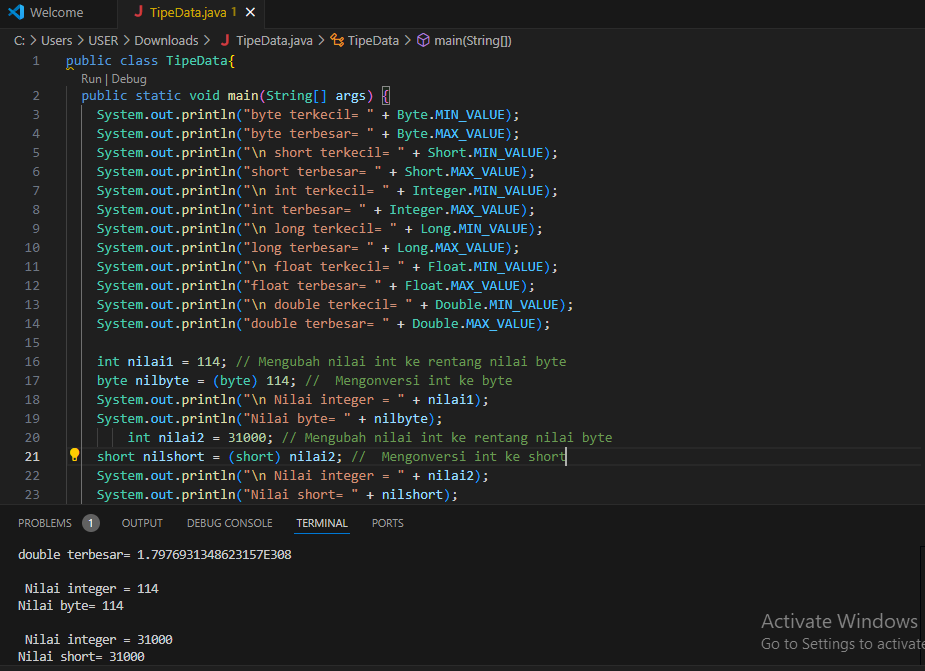 Welcome
J TipeData.java 1 ×
C: > Users > USER > Downloads > J TipeData.java > TipeData > main(String[])
1 public class TipeData{
Run | Debug
2 public static void main(String[] args) {
3 System.out.println("byte terkecil= " + Byte.MIN_VALUE);
4 System.out.println("byte terbesar= " + Byte.MAX_VALUE);
5 System.out.println("\n short terkecil= " + Short.MIN_VALUE);
6 System.out.println("short terbesar= " + Short.MAX_VALUE);
7 System.out.println("\n int terkecil= " + Integer.MIN_VALUE);
8 System.out.println("int terbesar= " + Integer.MAX_VALUE);
9 System.out.println("\n long terkecil= " + Long.MIN_VALUE);
10 System.out.println("long terbesar= " + Long.MAX_VALUE);
11 System.out.println("\n float terkecil= " + Float.MIN_VALUE);
12 System.out.println("float terbesar= " + Float.MAX_VALUE);
13 System.out.println("\n double terkecil= " + Double.MIN_VALUE);
14 System.out.println("double terbesar= " + Double.MAX_VALUE);
15
16 int nilai1 = 114; // Mengubah nilai int ke rentang nilai byte
17 byte nilbyte = (byte) 114; //  Mengonversi int ke byte
18 System.out.println("\n Nilai integer = " + nilai1);
19 System.out.println("Nilai byte= " + nilbyte);
20 int nilai2 = 31000; // Mengubah nilai int ke rentang nilai byte
21 short nilshort = (short) nilai2; //  Mengonversi int ke short
22 System.out.println("\n Nilai integer = " + nilai2);
23 System.out.println("Nilai short= " + nilshort);
PROBLEMS 1 OUTPUT DEBUG CONSOLE TERMINAL PORTS
double terbesar= 1.7976931348623157E308
Nilai integer = 114
Nilai byte= 114
Nilai integer = 31000
Nilai short= 31000
Activate Windows
Go to Settings to activate